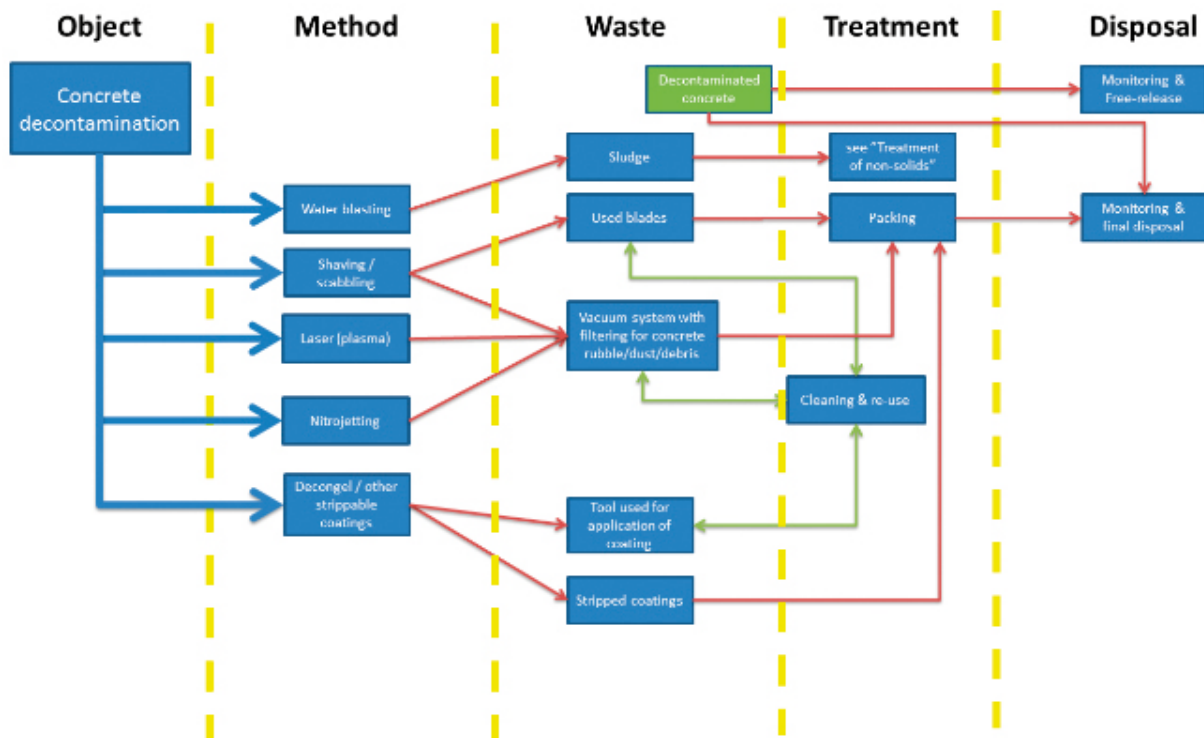 Object
Method
Waste
Treatment
Disposal
Concrete
decontamination
Decontaminated
concrete
Monitoring &
Free-release
Sludge
see "Treatment
of non-solids"
Water blasting
Used blades
Packing
Monitoring &
final disposal
Shaving /
scabbling
Laser (plasma)
Vacuum system with
filtering for concrete
rubble/dust/debris
Nitrojetting
Cleaning & re-use
Decongel / other
strippable
coatings
Tool used for
application of
coating
Stripped coatings